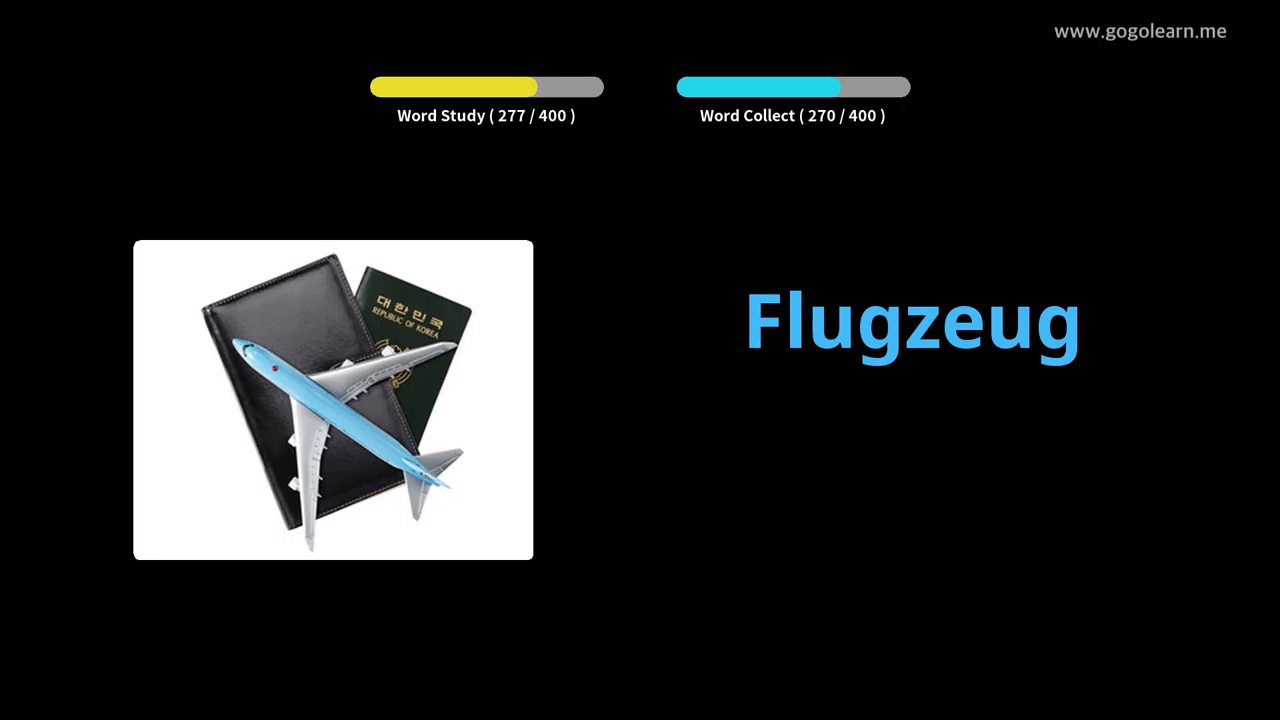 www.gogolearn.me
Word Study ( 277 / 400 )
Word Collect ( 270 / 400 )
대한민국
REPUBLIC OF KOREA
Flugzeug